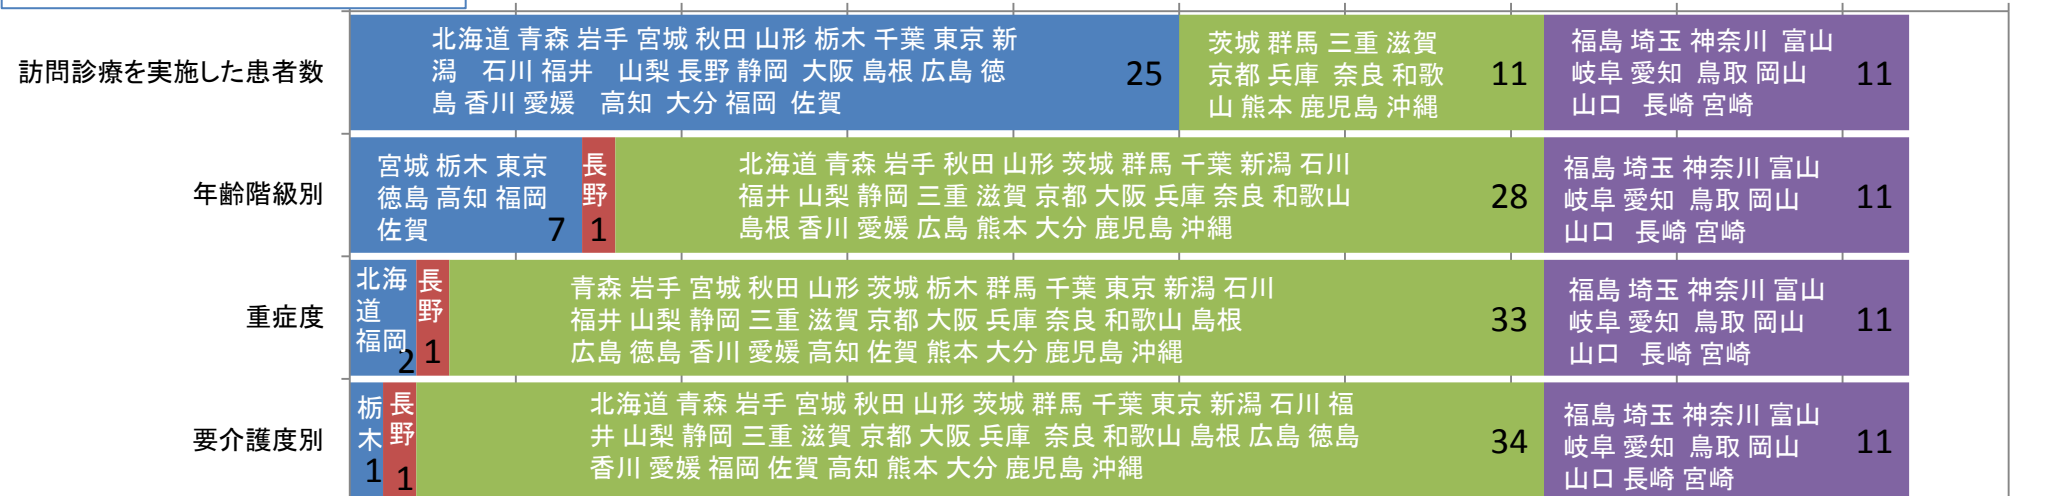 訪問診療を実施した患者数
北海道 青森 岩手 宮城 秋田 山形 栃木 千葉 東京 新
潟 石川 福井 山梨 長野 静岡 大阪 島根 広島 徳
島 香川 愛媛 高知 大分 福岡 佐賀
25
茨城 群馬 三重 滋賀
京都 兵庫 奈良 和歌
山 熊本 鹿児島 沖縄
11
福島 埼玉 神奈川 富山
岐阜 愛知 鳥取 岡山
山口 長崎 宮崎
11
年齢階級別
宮城 栃木 東京
徳島 高知 福岡
佐賀
7
長
野
1
北海道 青森 岩手 秋田 山形 茨城 群馬 千葉 新潟 石川
福井 山梨 静岡 三重 滋賀 京都 大阪 兵庫 奈良 和歌山
島根 香川 愛媛 広島 熊本 大分 鹿児島 沖縄
28
福島 埼玉 神奈川 富山
岐阜 愛知 鳥取 岡山
山口 長崎 宮崎
11
重症度
北海
道
福岡
2
長
野
1
青森 岩手 宮城 秋田 山形 茨城 栃木 群馬 千葉 東京 新潟 石川
福井 山梨 静岡 三重 滋賀 京都 大阪 兵庫 奈良 和歌山 島根
広島 徳島 香川 愛媛 高知 佐賀 熊本 大分 鹿児島 沖縄
33
福島 埼玉 神奈川 富山
岐阜 愛知 鳥取 岡山
山口 長崎 宮崎
11
要介護度別
栃
木
1
長
野
1
北海道 青森 岩手 宮城 秋田 山形 茨城 群馬 千葉 東京 新潟 石川 福
井 山梨 静岡 三重 滋賀 京都 大阪 兵庫 奈良 和歌山 島根 広島 徳島
香川 愛媛 福岡 佐賀 高知 熊本 大分 鹿児島 沖縄
34
福島 埼玉 神奈川 富山
岐阜 愛知 鳥取 岡山
山口 長崎 宮崎
11